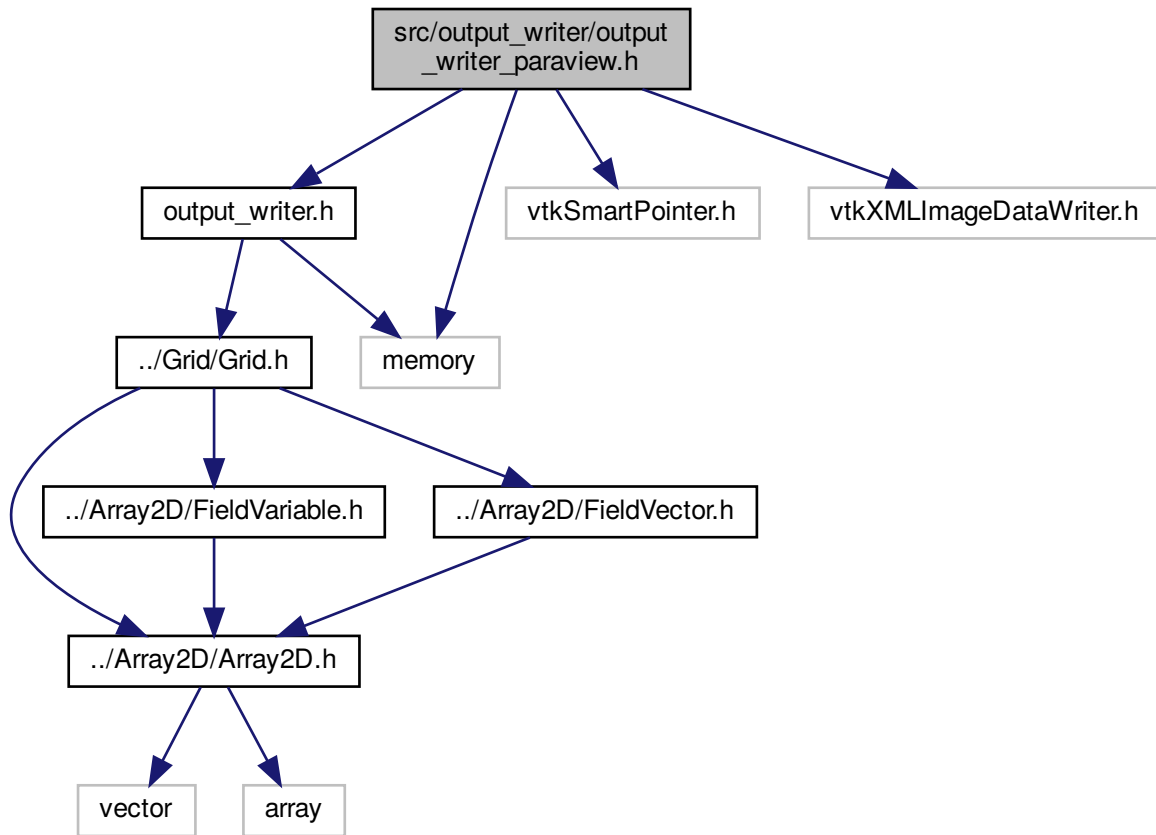 src/output_writer/output
_writer_paraview.h
output_writer.h
vtkSmartPointer.h
vtkXMLImageDataWriter.h
../Grid/Grid.h
memory
../Array2D/FieldVariable.h
../Array2D/FieldVector.h
../Array2D/Array2D.h
vector
array